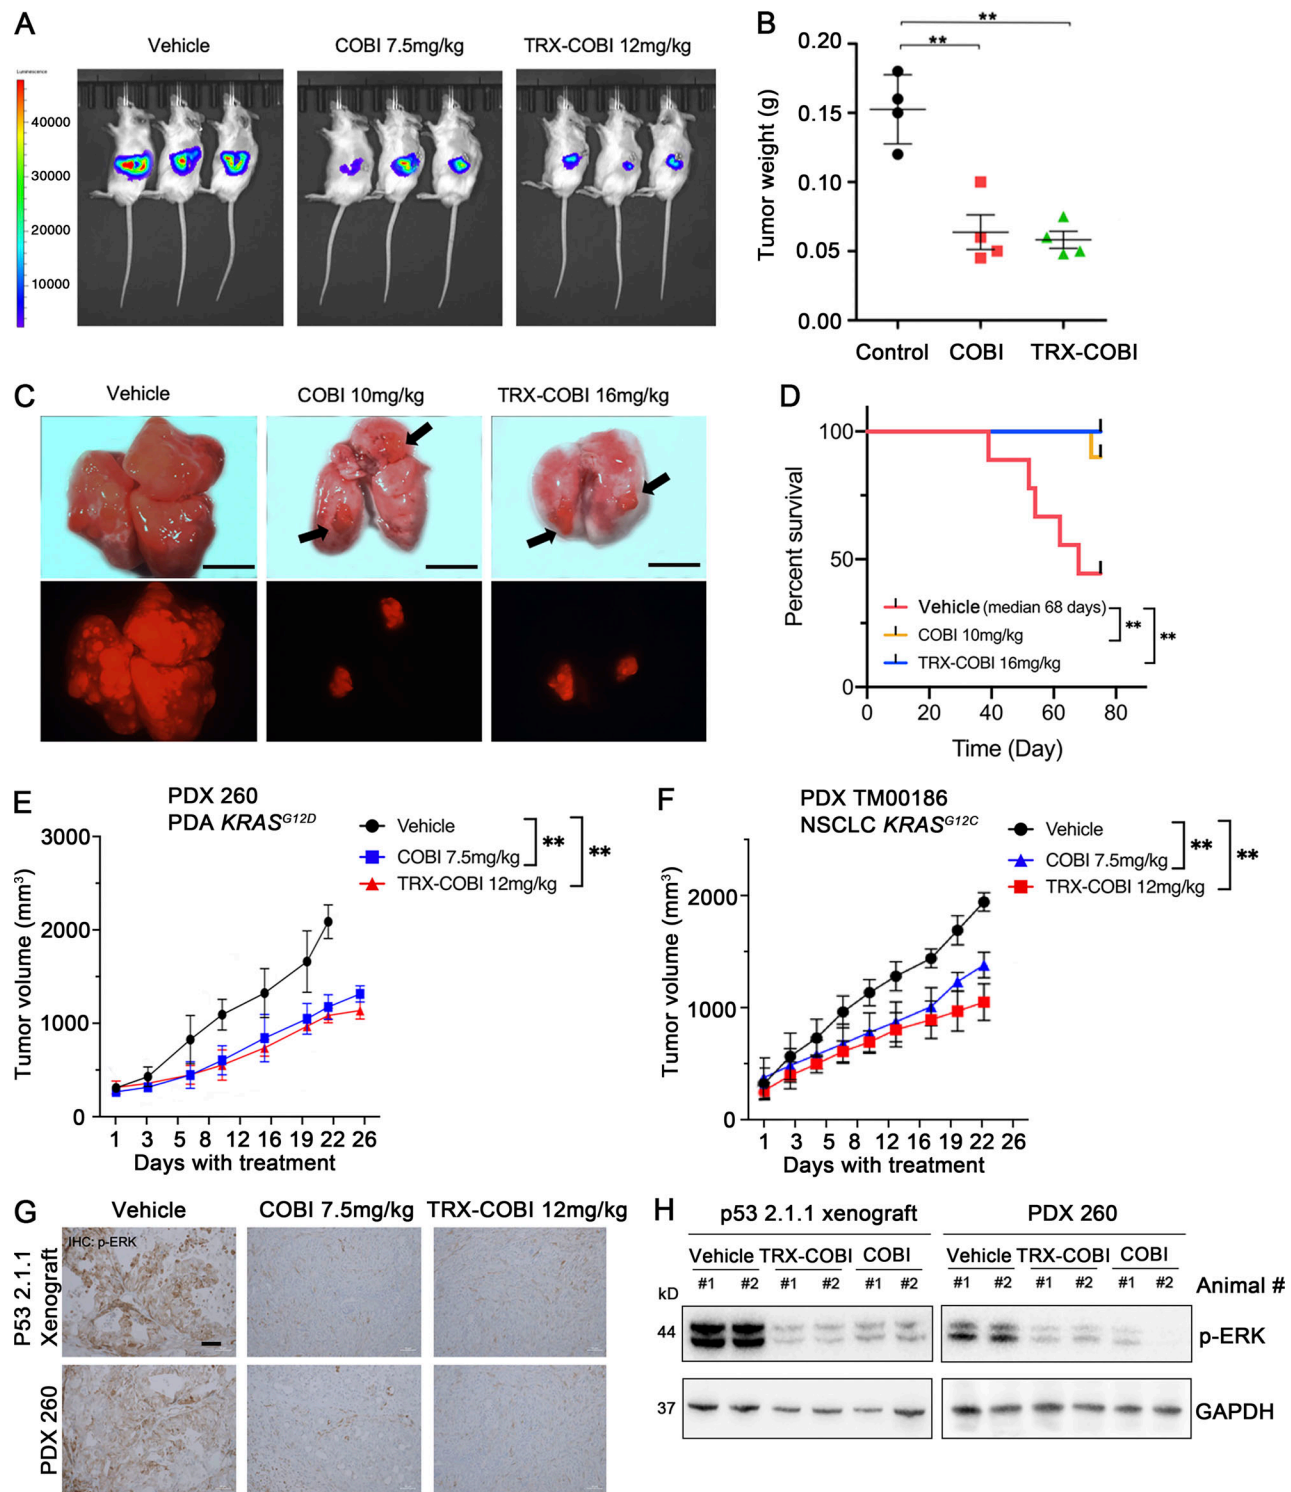 A
Vehicle
COBI 7.5mg/kg
TRX-COBI 12mg/kg
Luminescence
40000
30000
20000
10000
B
**
**
0.20
0.15
0.10
0.05
0.00
Tumor weight (g)
Control
COBI
TRX-COBI
C
Vehicle
COBI 10mg/kg
TRX-COBI 16mg/kg
D
100
50
0
Percent survival
Vehicle (median 68 days)
COBI 10mg/kg
TRX-COBI 16mg/kg
**
**
0 20 40 60 80
Time (Day)
E
PDX 260
PDA KRAS^G12D
Vehicle
COBI 7.5mg/kg
TRX-COBI 12mg/kg
**
**
3000
2000
1000
0
Tumor volume (mm³)
1 3 5 8 12 16 19 22 26
Days with treatment
F
PDX TM00186
NSCLC KRAS^G12C
Vehicle
COBI 7.5mg/kg
TRX-COBI 12mg/kg
**
**
2000
1000
0
Tumor volume (mm³)
1 3 5 8 12 16 19 22 26
Days with treatment
G
Vehicle
COBI 7.5mg/kg
TRX-COBI 12mg/kg
P53 2.1.1
Xenograft
IHC: p-ERK
PDX 260
H
p53 2.1.1 xenograft
PDX 260
Vehicle TRX-COBI COBI
Vehicle TRX-COBI COBI
kD
#1 #2 #1 #2 #1 #2
#1 #2 #1 #2 #1 #2
Animal #
44
p-ERK
37
GAPDH